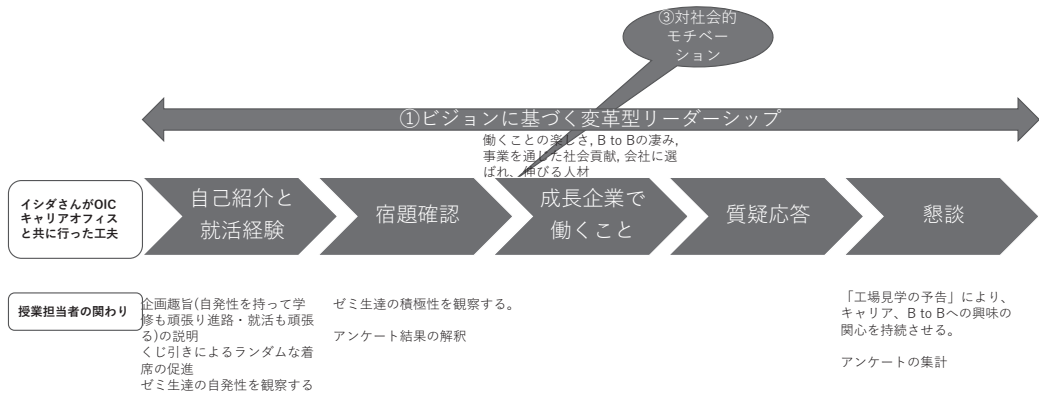 ③対社会的
モチベー
ション
①ビジョンに基づく変革型リーダーシップ
働くことの楽しさ, B to Bの凄み,
事業を通じた社会貢献, 会社に選
ばれ、伸びる人材
イシダさんがOIC
キャリアオフィス
と共に行った工夫
自己紹介と
就活経験
宿題確認
成長企業で
働くこと
質疑応答
懇談
授業担当者の関わり
企画趣旨(自発性を持って学
修も頑張り進路・就活も頑張
る)の説明
くじ引きによるランダムな着
席の促進
ゼミ生達の自発性を観察する
ゼミ生達の積極性を観察する。
アンケート結果の解釈
「工場見学の予告」により、
キャリア、B to Bへの興味の
関心を持続させる。
アンケートの集計